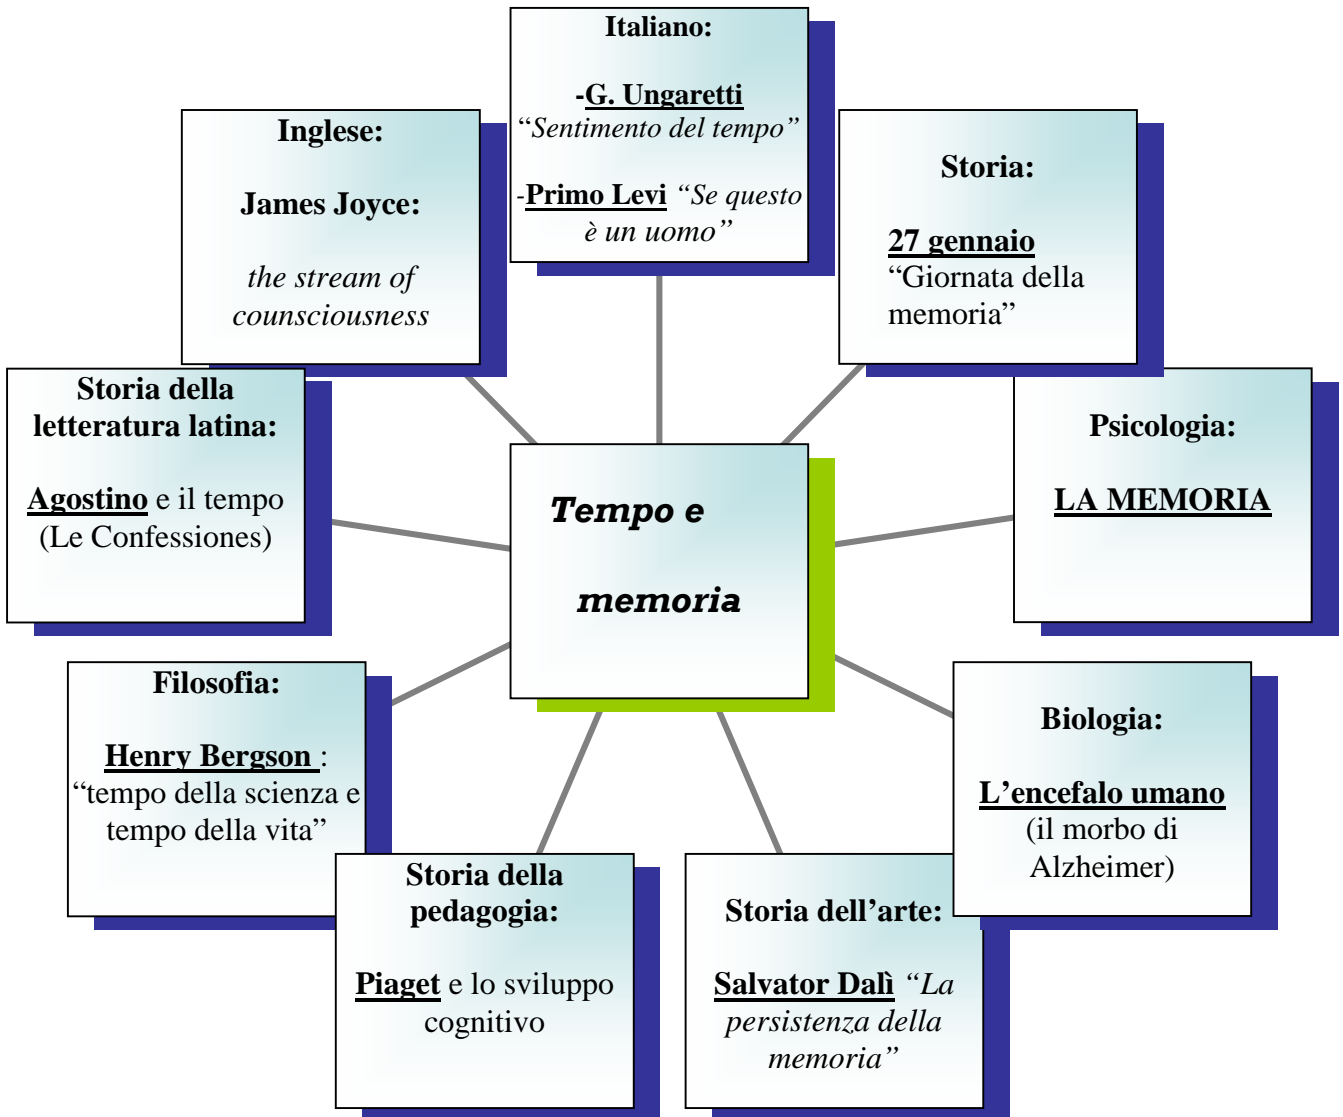 Tempo e
memoria
Italiano:
-G. Ungaretti
“Sentimento del tempo”
-Primo Levi “Se questo
è un uomo”
Storia:
27 gennaio
“Giornata della
memoria”
Psicologia:
LA MEMORIA
Biologia:
L’encefalo umano
(il morbo di
Alzheimer)
Storia dell’arte:
Salvator Dalì “La
persistenza della
memoria”
Storia della
pedagogia:
Piaget e lo sviluppo
cognitivo
Filosofia:
Henry Bergson :
“tempo della scienza e
tempo della vita”
Storia della
letteratura latina:
Agostino e il tempo
(Le Confessiones)
Inglese:
James Joyce:
the stream of
counsciousness